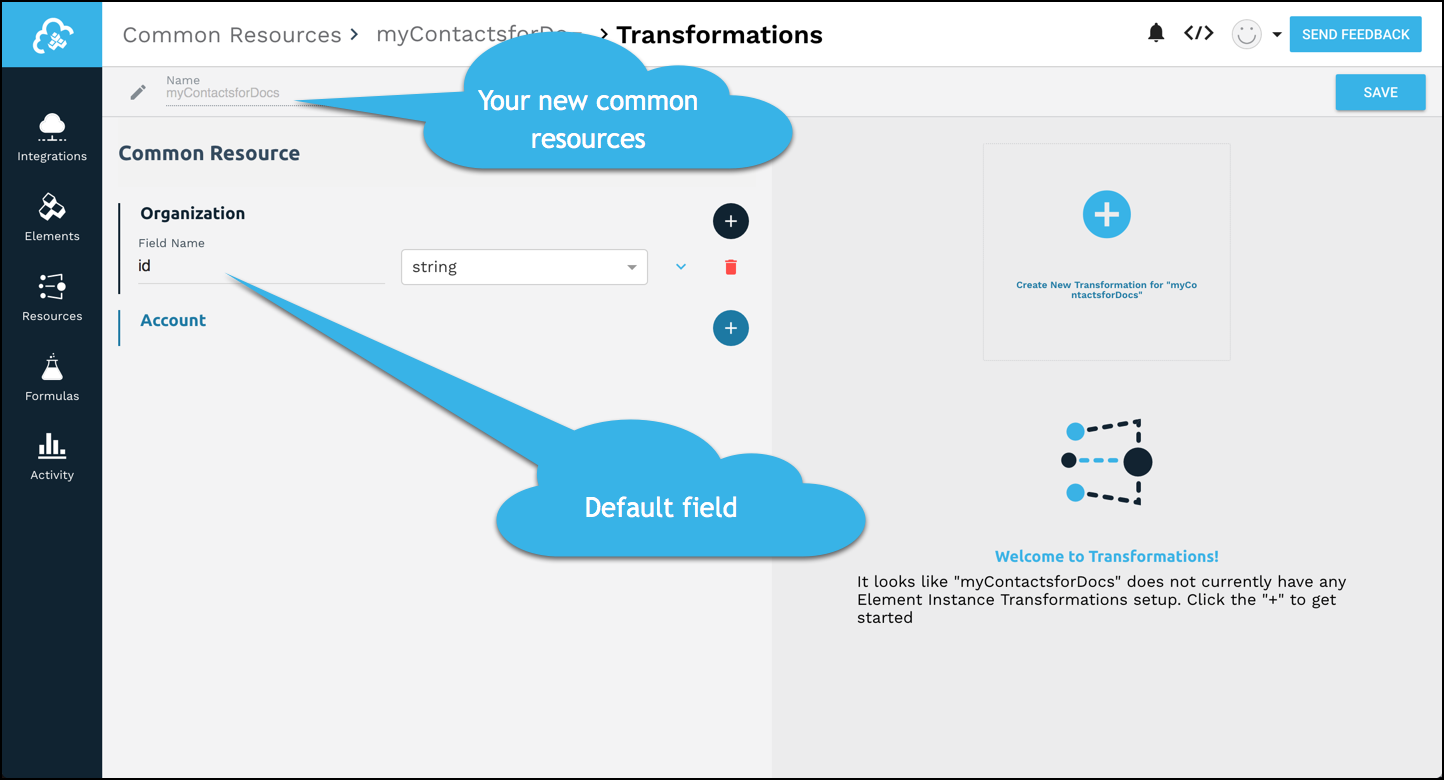 Common Resources > myContactsforDo > Transformations
</> SEND FEEDBACK
Name
myContactsforDocs
SAVE
Your new common
resources
Integrations
Elements
Resources
Formulas
Activity
Common Resource
Organization
Field Name
id
string
Account
Default field
Create New Transformation for "myCo
ntactsforDocs"
Welcome to Transformations!
It looks like "myContactsforDocs" does not currently have any
Element Instance Transformations setup. Click the "+" to get
started